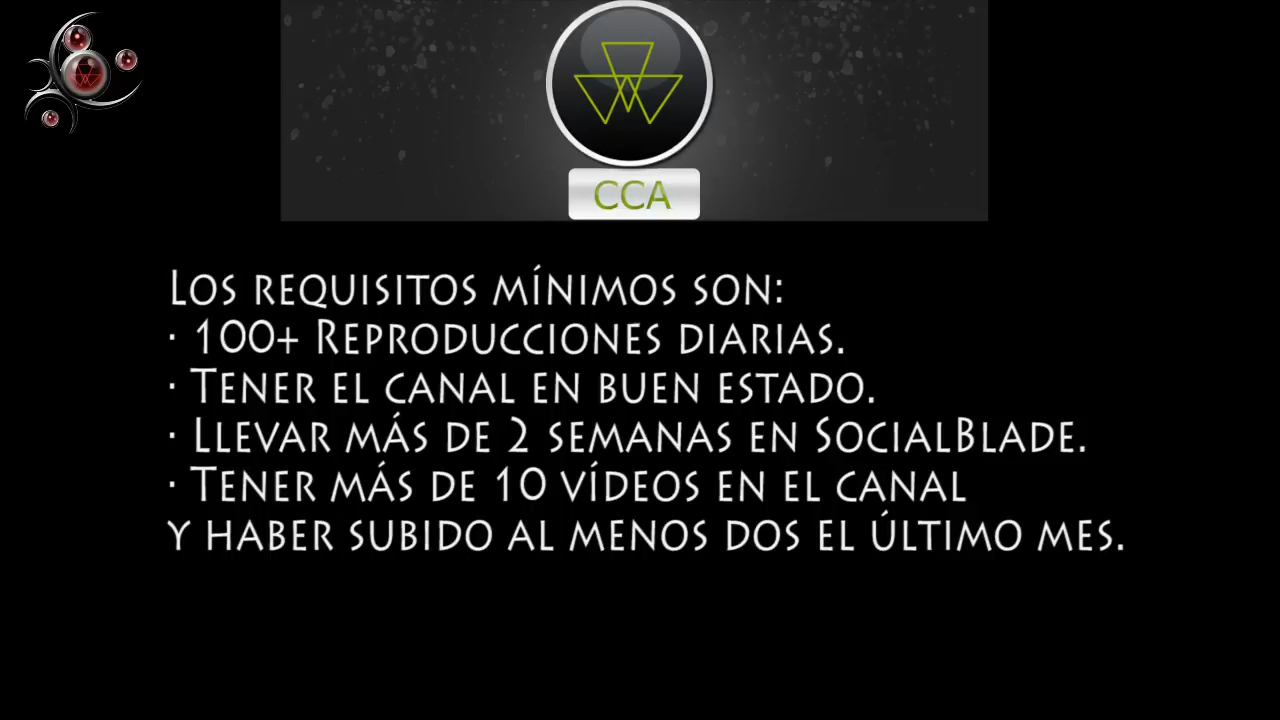 CCA
Los requisitos mínimos son:
· 100+ Reproducciones diarias.
· Tener el canal en buen estado.
· Llevar más de 2 semanas en SocialBlade.
· Tener más de 10 vídeos en el canal
y haber subido al menos dos el último mes.